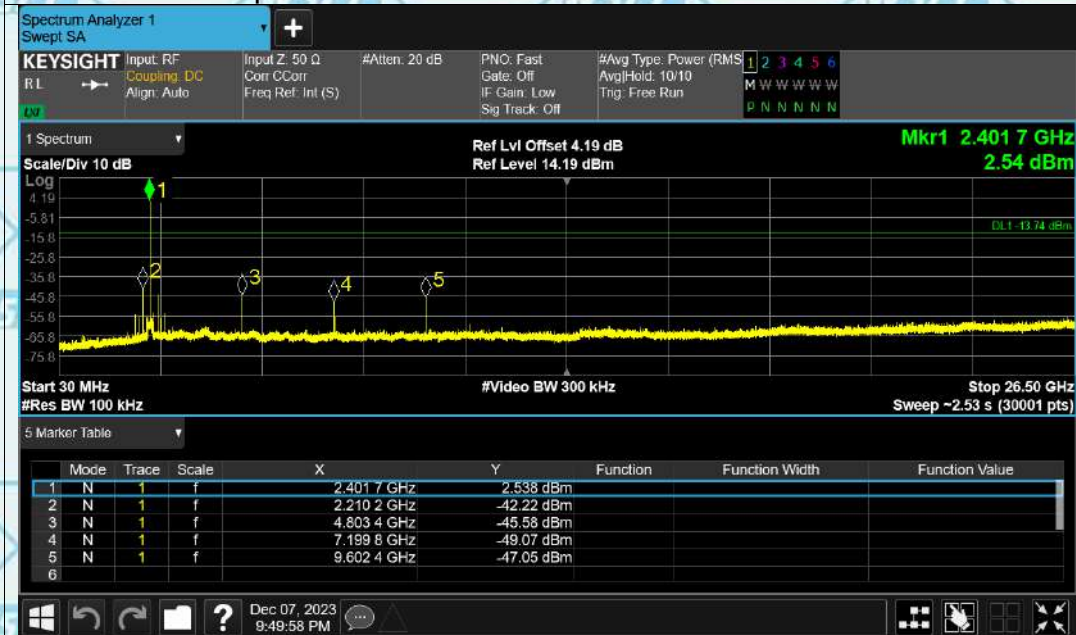 Spectrum Analyzer 1
Swept SA
+
KEYSIGHT
RL
LXI
Input: RF
Coupling: DC
Align: Auto
Input Z: 50 Ω
Corr CCorr
Freq Ref: Int (S)
#Atten: 20 dB
PNO: Fast
Gate: Off
IF Gain: Low
Sig Track: Off
#Avg Type: Power (RMS
Avg|Hold: 10/10
Trig: Free Run
1 2 3 4 5 6
M W W W W W
P N N N N N
1 Spectrum
Scale/Div 10 dB
Ref Lvl Offset 4.19 dB
Ref Level 14.19 dBm
Mkr1 2.401 7 GHz
2.54 dBm
Log
4.19
-5.81
-15.8
-25.8
-35.8
-45.8
-55.8
-65.8
-75.8
1
2
3
4
5
DL1 -13.74 dBm
Start 30 MHz
#Res BW 100 kHz
#Video BW 300 kHz
Stop 26.50 GHz
Sweep ~2.53 s (30001 pts)
5 Marker Table
Mode Trace Scale X Y Function Function Width Function Value
1 N 1 f 2.401 7 GHz 2.538 dBm
2 N 1 f 2.210 2 GHz -42.22 dBm
3 N 1 f 4.803 4 GHz -45.58 dBm
4 N 1 f 7.199 8 GHz -49.07 dBm
5 N 1 f 9.602 4 GHz -47.05 dBm
6
?
Dec 07, 2023
9:49:58 PM